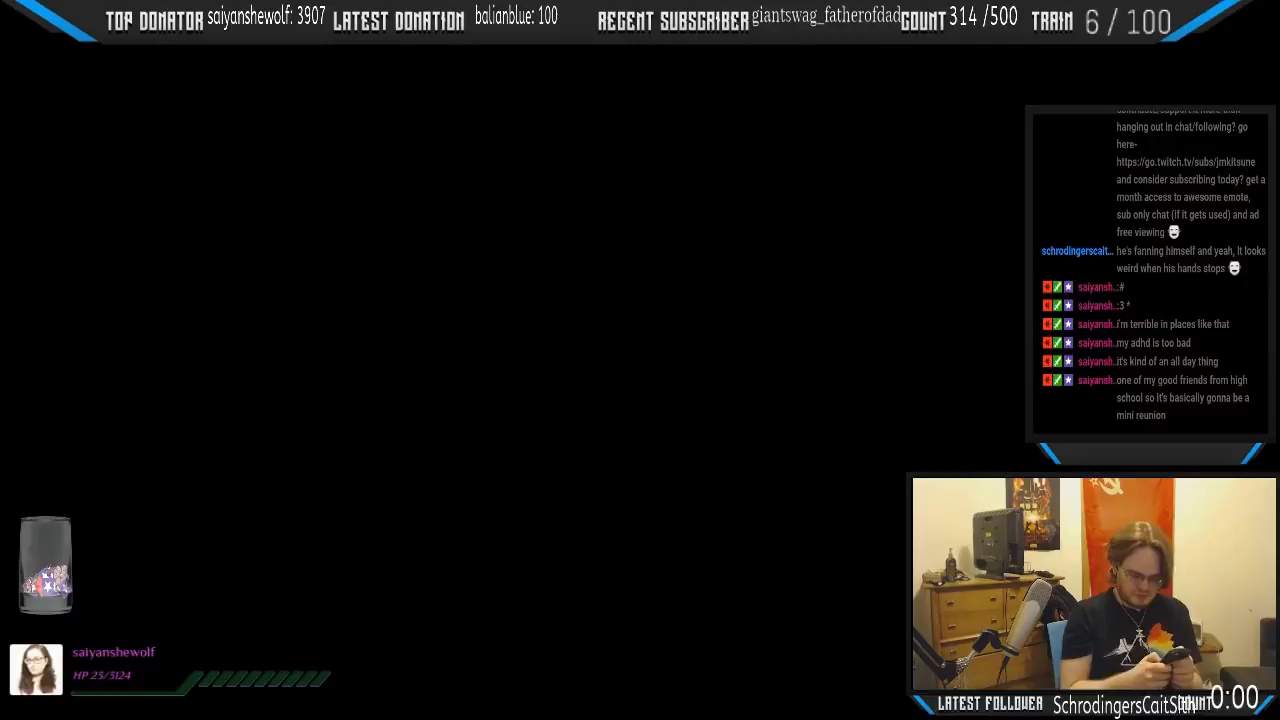 TOP DONATOR saiyanshewolf: 3907 LATEST DONATION balianblue: 100 RECENT SUBSCRIBER giantswag_fatherofdad COUNT 314 /500 TRAIN 6 / 100
hanging out in chat/following? go
here-
https://go.twitch.tv/subs/jmkitsune
and consider subscribing today? get a
month access to awesome emote,
sub only chat (if it gets used) and ad
free viewing
schrodingerscait... he's fanning himself and yeah, it looks
weird when his hands stops
saiyansh..:#
saiyansh..:3 *
saiyansh..i'm terrible in places like that
saiyansh..my adhd is too bad
saiyansh..it's kind of an all day thing
saiyansh..one of my good friends from high
school so it's basically gonna be a
mini reunion
saiyanshewolf
HP 23/3124
LATEST FOLLOWER SchrodingersCaitSith 0:00